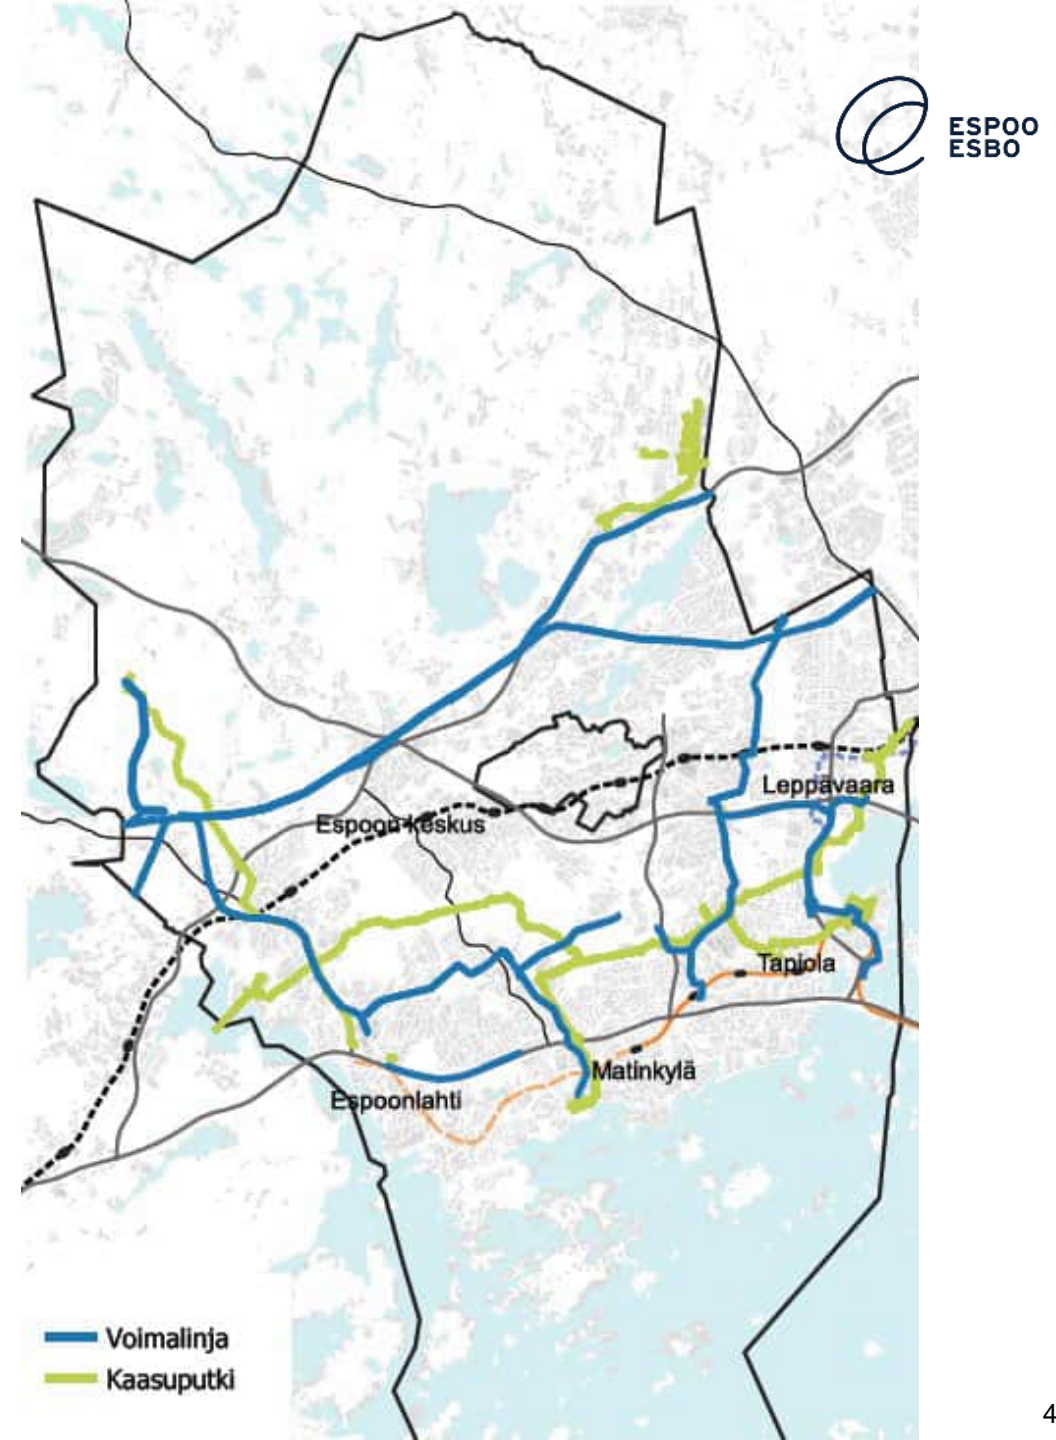 ESPOO
ESBO
Leppävaara
Espoon keskus
Tapiola
Matinkylä
Espoonlahti
Voimalinja
Kaasuputki
4